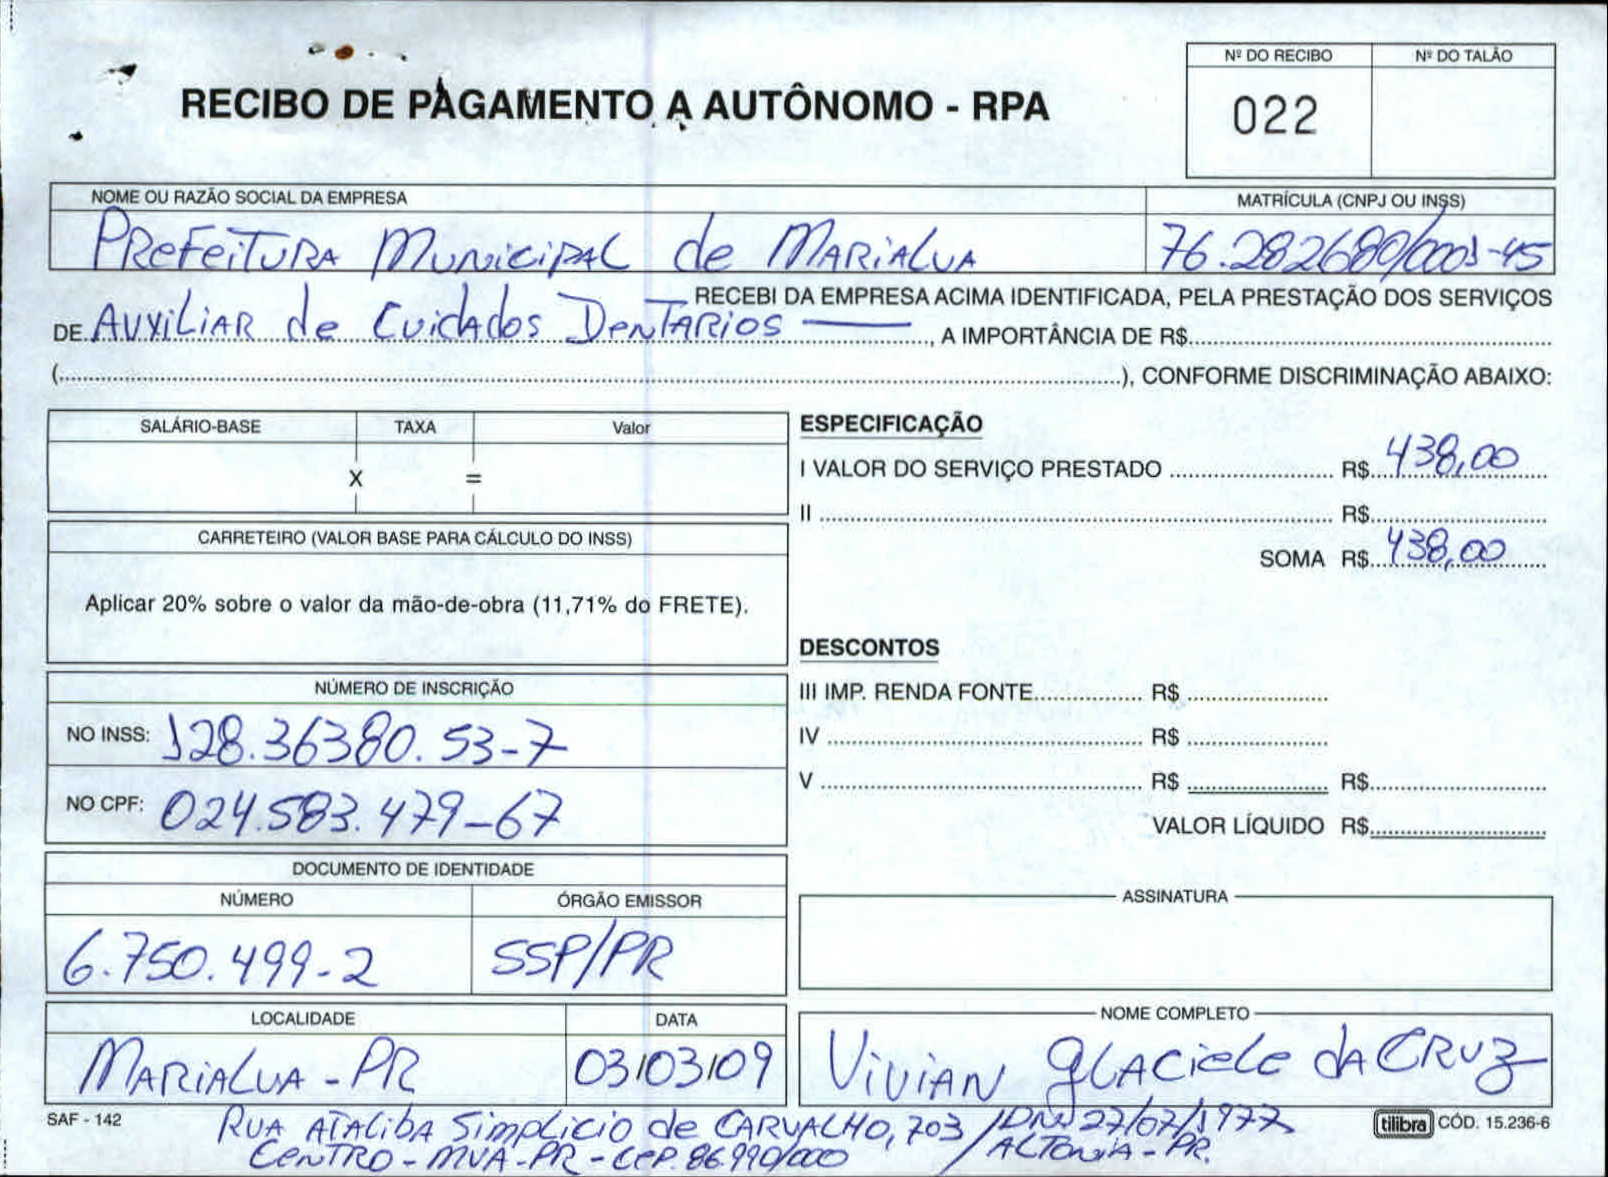 Nº DO RECIBO Nº DO TALÃO
022
RECIBO DE PAGAMENTO A AUTÔNOMO - RPA
NOME OU RAZÃO SOCIAL DA EMPRESA MATRÍCULA (CNPJ OU INSS)
PREFEITURA MUNICIPAL de MARIALVA 76.282680/0001-45
RECEBI DA EMPRESA ACIMA IDENTIFICADA, PELA PRESTAÇÃO DOS SERVIÇOS
DE AUXILIAR de Cuidados DENTARIOS, A IMPORTÂNCIA DE R$
(), CONFORME DISCRIMINAÇÃO ABAIXO:
SALÁRIO-BASE TAXA Valor
X =
CARRETEIRO (VALOR BASE PARA CÁLCULO DO INSS)
Aplicar 20% sobre o valor da mão-de-obra (11,71% do FRETE).
NÚMERO DE INSCRIÇÃO
NO INSS: 128.36380.53-7
NO CPF: 024.583.479-67
DOCUMENTO DE IDENTIDADE
NÚMERO ÓRGÃO EMISSOR
6.750.499-2 SSP/PR
LOCALIDADE DATA
MARIALVA - PR 03/03/09
ESPECIFICAÇÃO
I VALOR DO SERVIÇO PRESTADO R$ 438,00
II R$
SOMA R$ 438,00
DESCONTOS
III IMP. RENDA FONTE R$
IV R$
V R$ R$
VALOR LÍQUIDO R$
ASSINATURA
NOME COMPLETO
VIVIAN GLACIELE DA CRUZ
SAF - 142
tilibra CÓD. 15.236-6
RUA ATALIBA SIMPLICIO de CARVALHO, 703 / DN. 27/07/1977
CENTRO - MVA - PR - CEP. 86.990/000 / ALTONIA - PR.